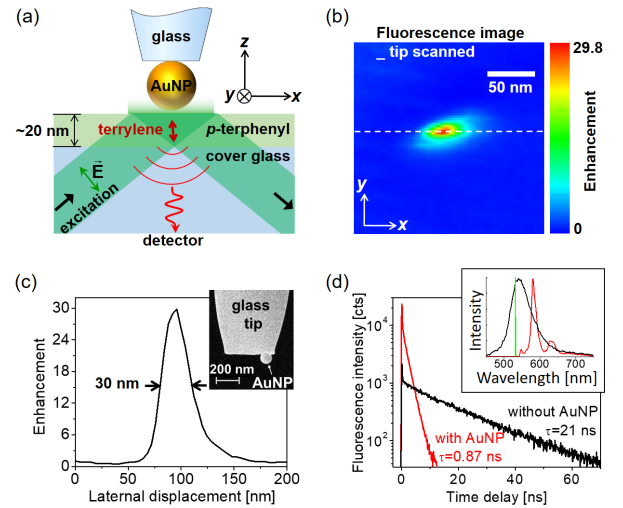 (a)
glass
AuNP
z
y
x
~20 nm
terrylene
p-terphenyl
cover glass
E
excitation
detector
(b)
Fluorescence image
_ tip scanned
50 nm
y
x
29.8
Enhancement
0
(c)
30
24
18
12
6
0
Enhancement
30 nm
glass
tip
200 nm
AuNP
0
50
100
150
200
Laternal displacement [nm]
(d)
Fluorescence intensity [cts]
10⁴
10³
10²
Intensity
500
600
700
Wavelength [nm]
without AuNP
τ=21 ns
with AuNP
τ=0.87 ns
0
20
40
60
Time delay [ns]